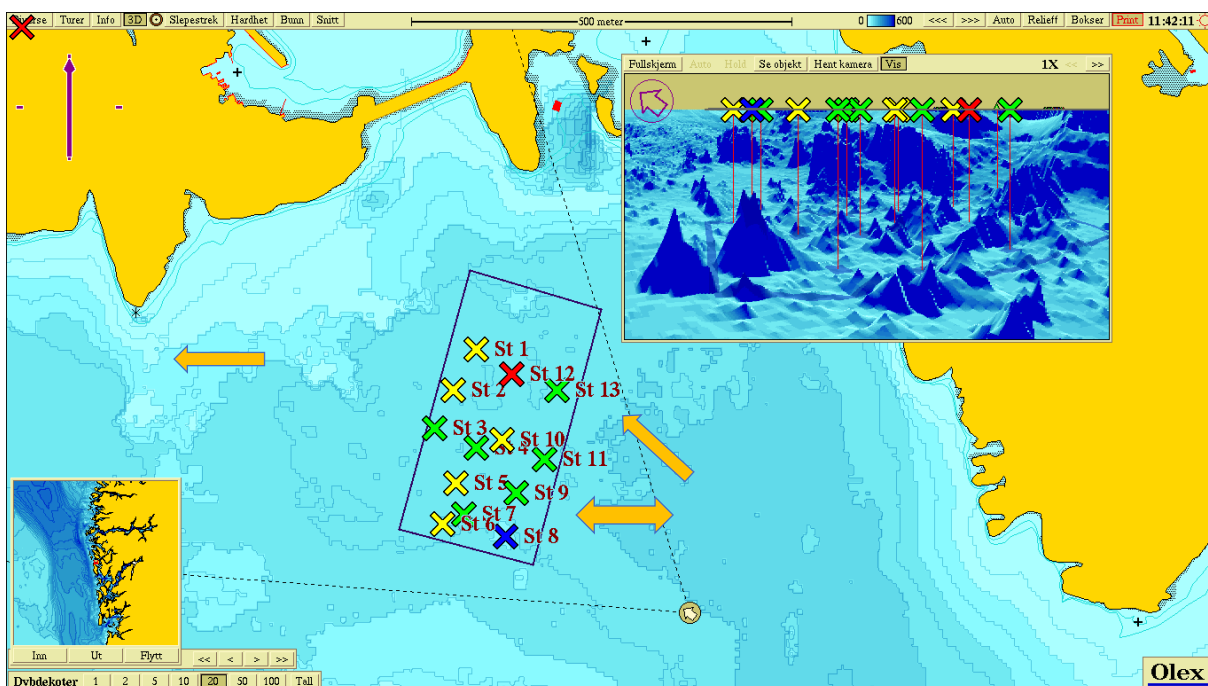 Turer Info 3D Slepestrek Hardhet Bunn Snitt 500 meter 0 600 <<< >>> Auto Relieff Bokser Print 11:42:11
Fullskjerm Auto Hold Se objekt Hent kamera Vis 1X << >>
St 1
St 12
St 2
St 13
St 3
St 10
St 4
St 11
St 5
St 9
St 7
St 6
St 8
Inn Ut Flytt << < > >>
Dybdekoter 1 2 5 10 20 50 100 Tall
Olex